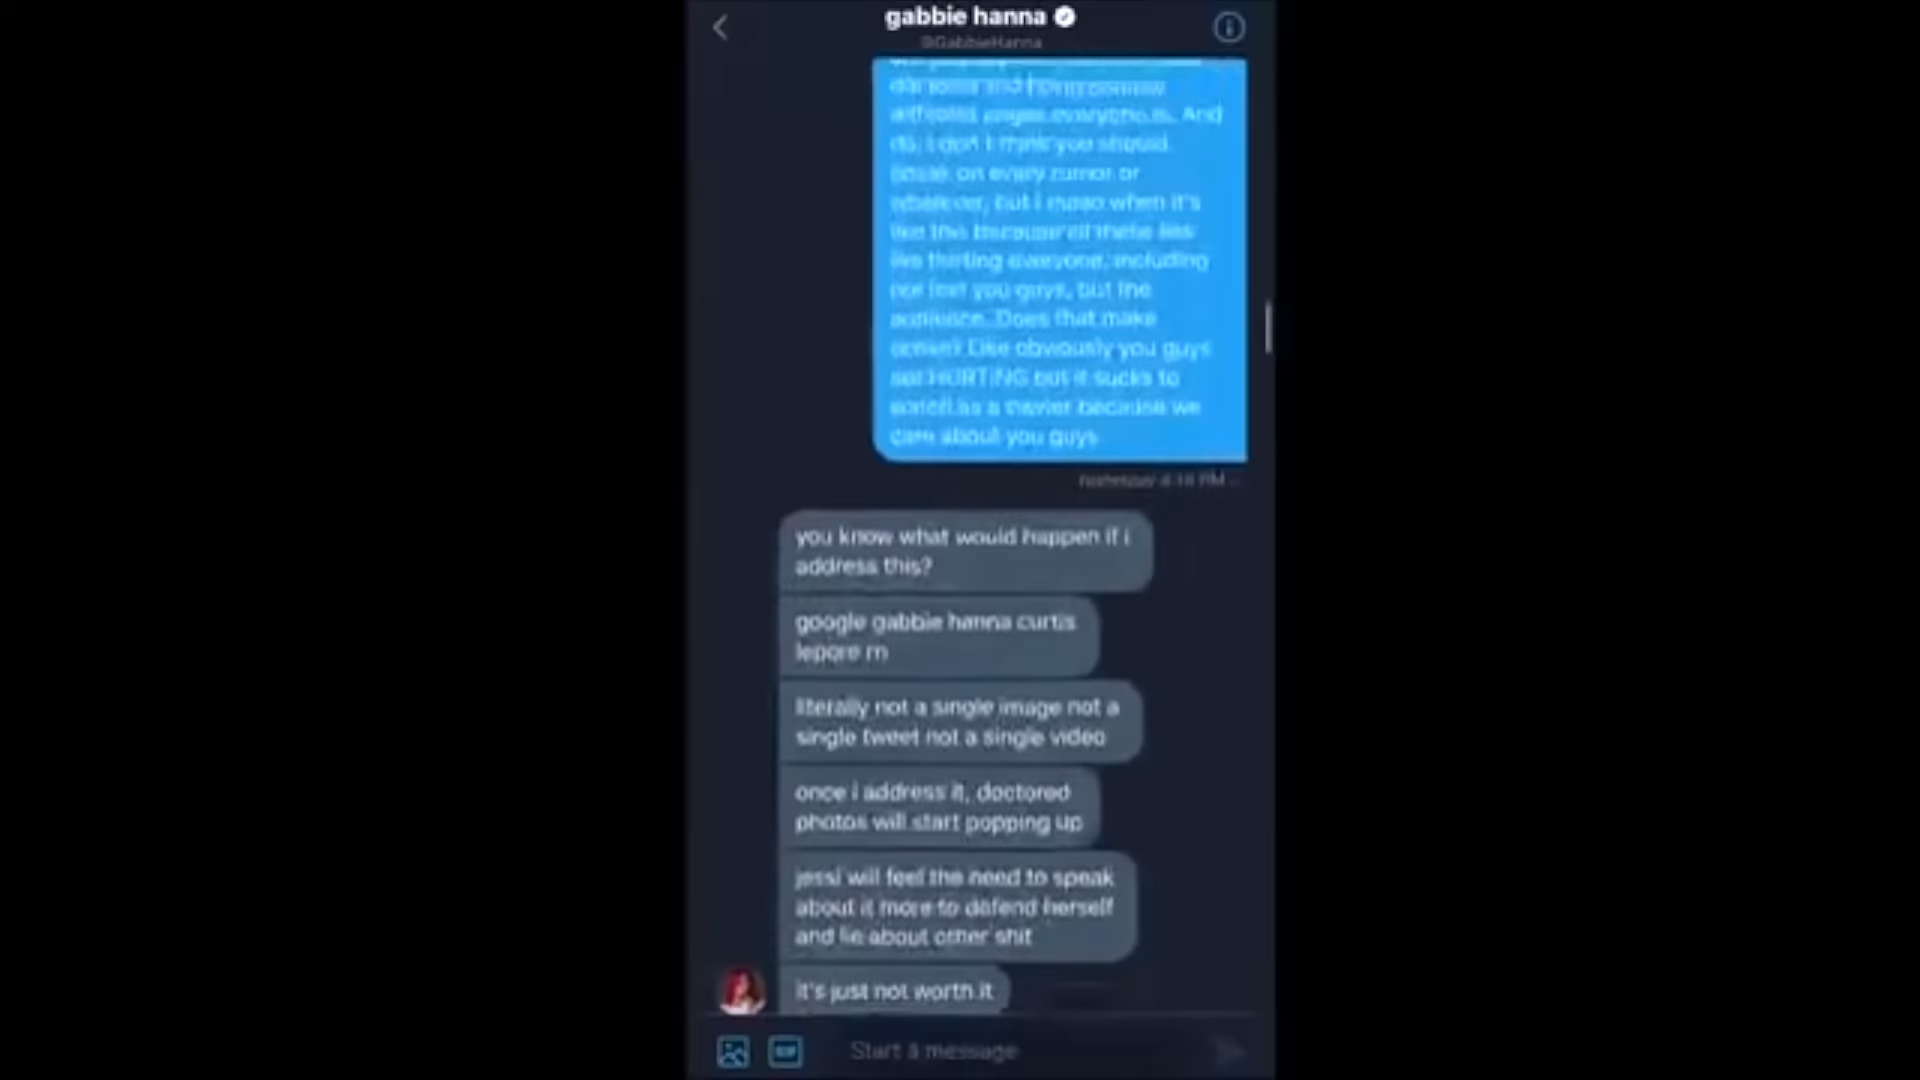 gabbie hanna
@GabbieHanna
And
I don't think you should
on every rumor or
but I mean when it's
like this because all these lies
everyone, including
you guys, but the
audience. Does that make
Like obviously you guys
HURTING but it sucks to
as a viewer because we
care about you guys
PM
you know what would happen if i
address this?
google gabbie hanna curtis
lepore rn
literally not a single image not a
single tweet not a single video
once i address it, doctored
photos will start popping up
jessi will feel the need to speak
about it more to defend herself
and lie about other shit
it's just not worth it
GIF
Start a message